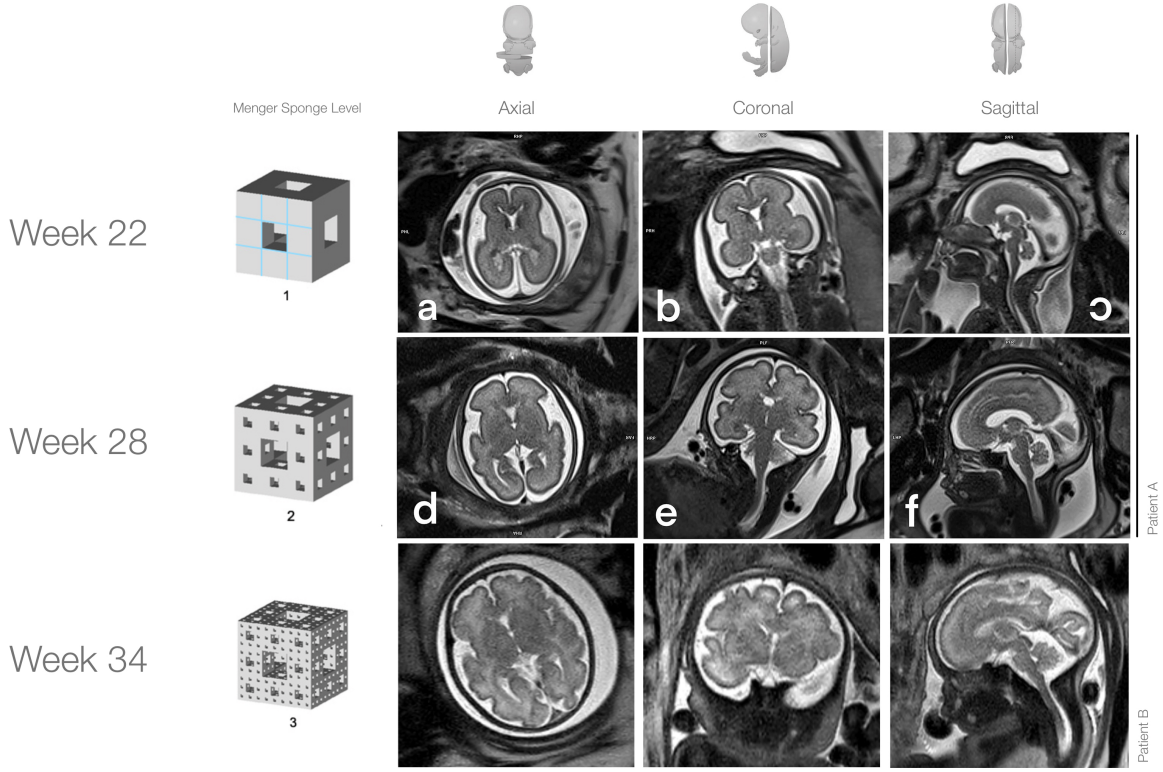 Menger Sponge Level
Axial
Coronal
Sagittal
Week 22
1
a
b
ɔ
Week 28
2
d
e
f
Patient A
Week 34
3
Patient B